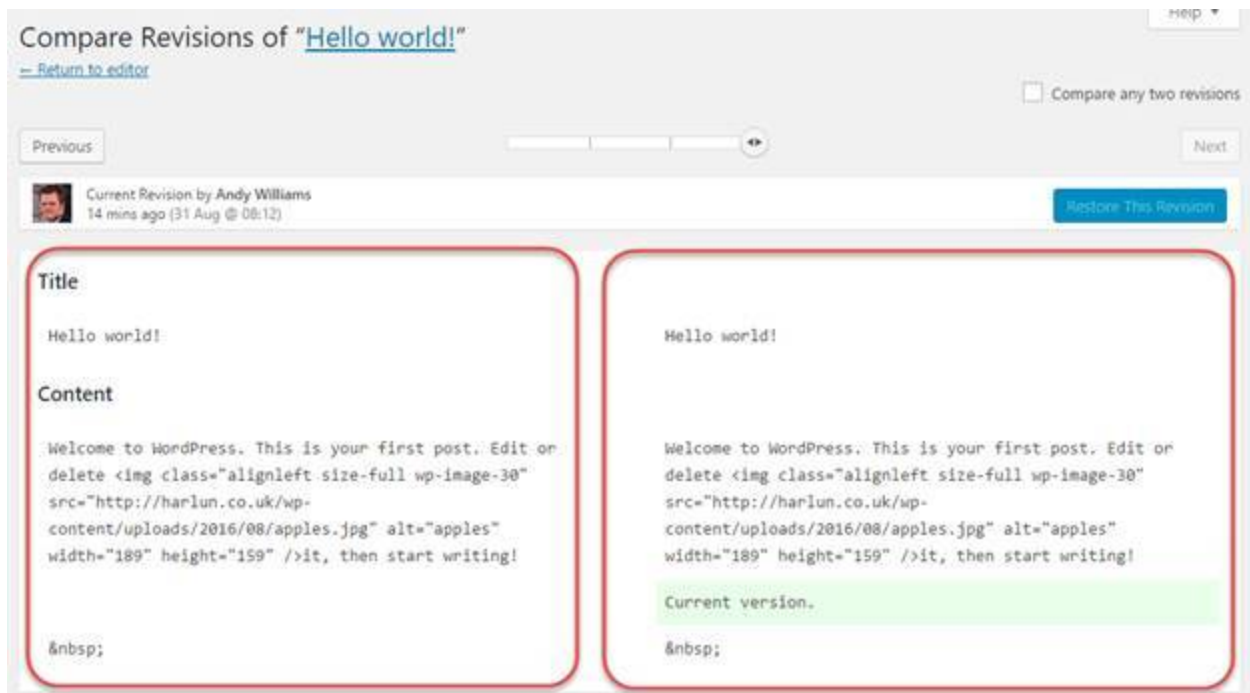 Help
Compare Revisions of “Hello world!”
← Return to editor
Compare any two revisions
Previous
Next
Current Revision by Andy Williams
14 mins ago (31 Aug @ 08:12)
Restore This Revision
Title
Hello world!
Hello world!
Content
Welcome to WordPress. This is your first post. Edit or
delete <img class="alignleft size-full wp-image-30"
src="http://harlun.co.uk/wp-
content/uploads/2016/08/apples.jpg" alt="apples"
width="189" height="159" />it, then start writing!
&nbsp;
Welcome to WordPress. This is your first post. Edit or
delete <img class="alignleft size-full wp-image-30"
src="http://harlun.co.uk/wp-
content/uploads/2016/08/apples.jpg" alt="apples"
width="189" height="159" />it, then start writing!
Current version.
&nbsp;